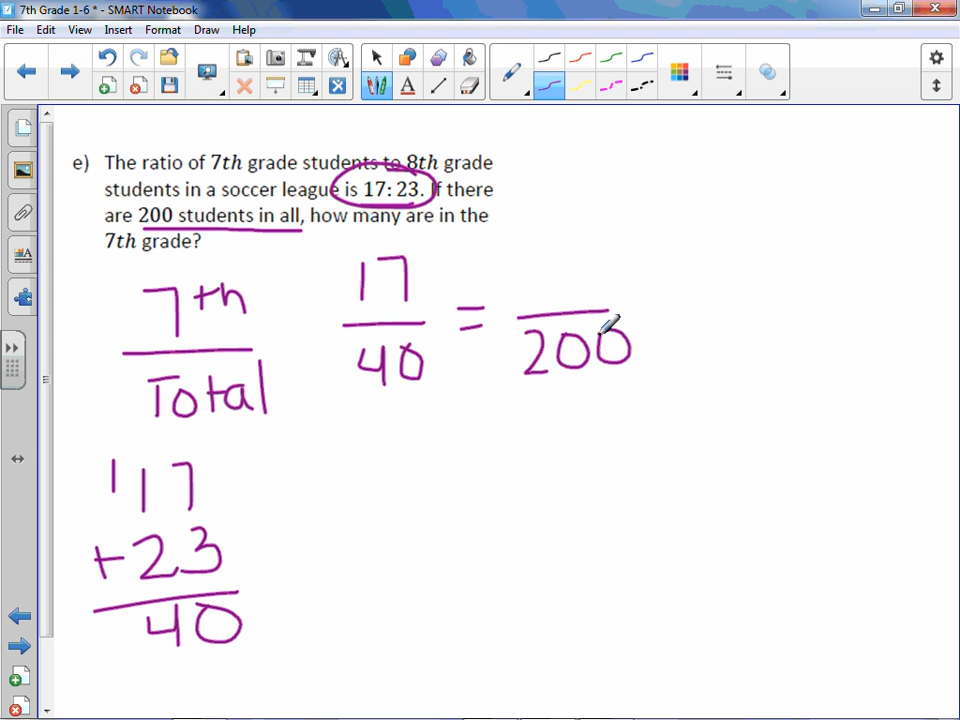 7th Grade 1-6 * - SMART Notebook
File Edit View Insert Format Draw Help
e) The ratio of 7th grade students to 8th grade
students in a soccer league is 17:23. If there
are 200 students in all, how many are in the
7th grade?
7th
Total
17
40
=
200
1
17
+23
40